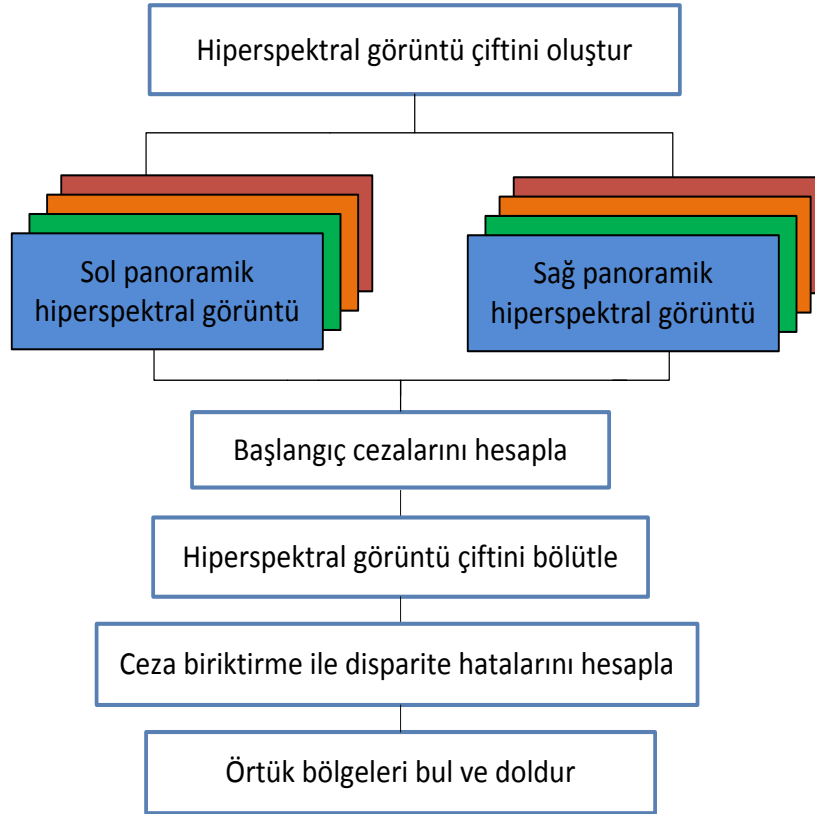 Hiperspektral görüntü çiftini oluştur
Sol panoramik
hiperspektral görüntü
Sağ panoramik
hiperspektral görüntü
Başlangıç cezalarını hesapla
Hiperspektral görüntü çiftini bölütle
Ceza biriktirme ile disparite hatalarını hesapla
Örtük bölgeleri bul ve doldur